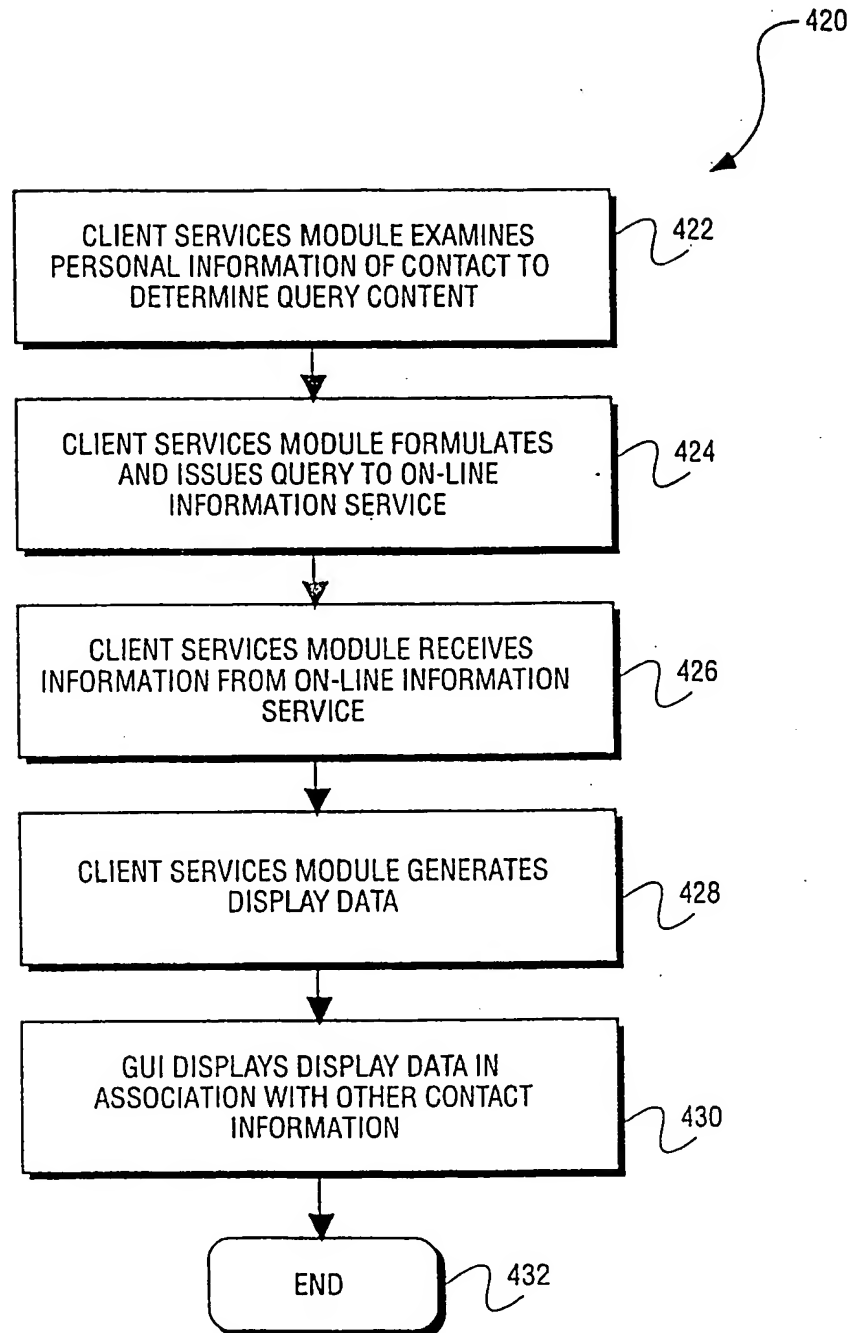 420
CLIENT SERVICES MODULE EXAMINES
PERSONAL INFORMATION OF CONTACT TO
DETERMINE QUERY CONTENT
422
CLIENT SERVICES MODULE FORMULATES
AND ISSUES QUERY TO ON-LINE
INFORMATION SERVICE
424
CLIENT SERVICES MODULE RECEIVES
INFORMATION FROM ON-LINE INFORMATION
SERVICE
426
CLIENT SERVICES MODULE GENERATES
DISPLAY DATA
428
GUI DISPLAYS DISPLAY DATA IN
ASSOCIATION WITH OTHER CONTACT
INFORMATION
430
END
432